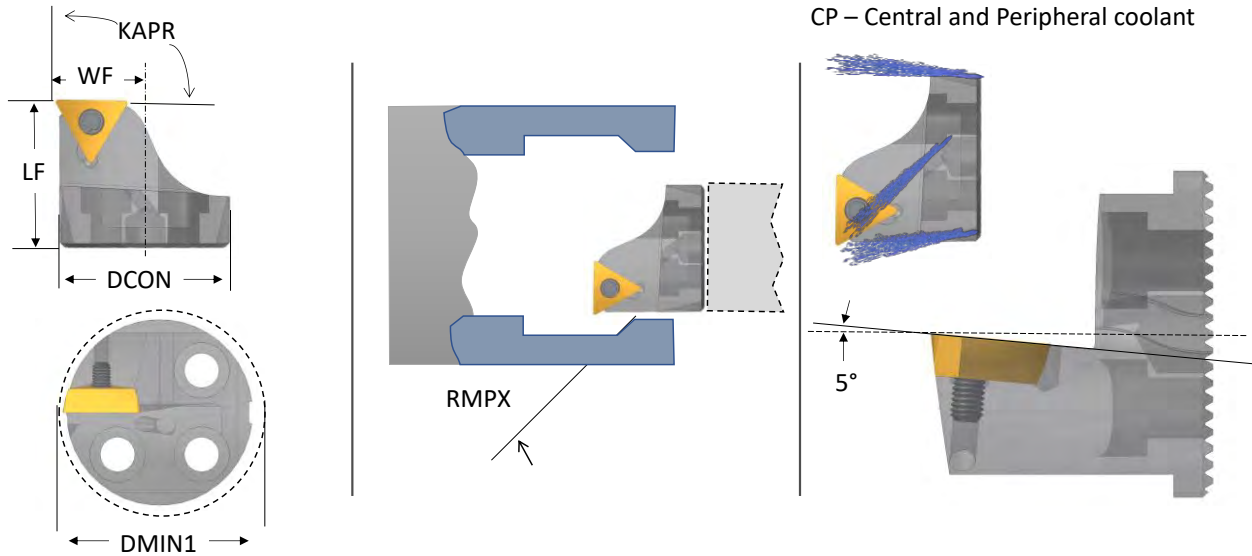 CP – Central and Peripheral coolant
KAPR
WF
LF
DCON
DMIN1
RMPX
5°